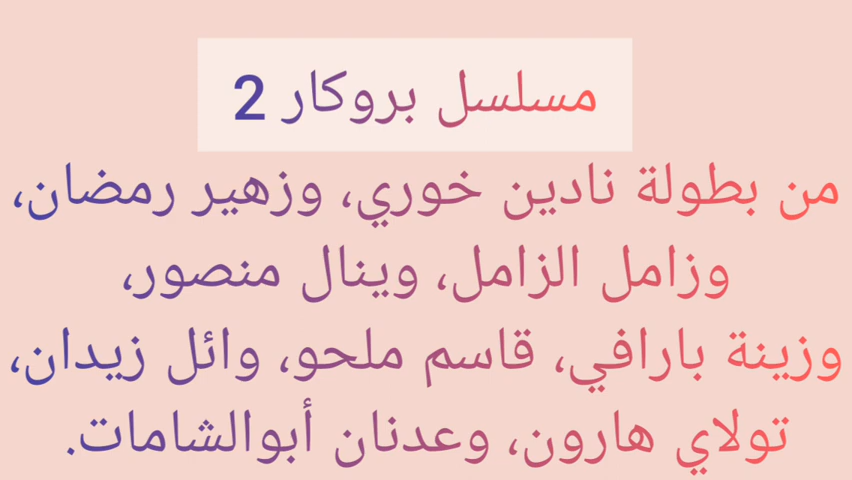 مسلسل بروكار 2
من بطولة نادين خوري، وزهير رمضان،
وزامل الزامل، وينال منصور،
وزينة بارافي، قاسم ملحو، وائل زيدان،
تولاي هارون، وعدنان أبوالشامات.